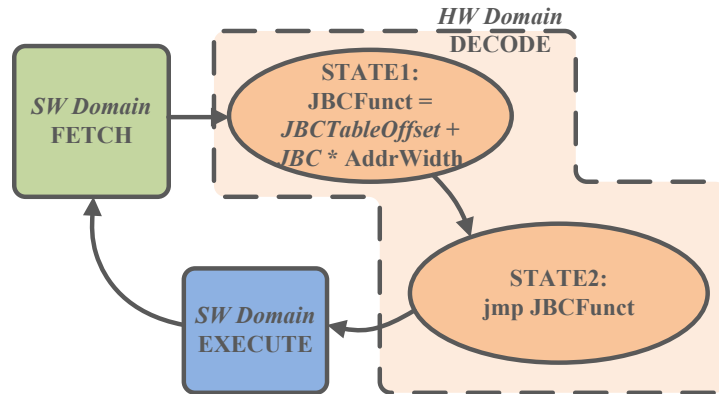 HW Domain
DECODE
STATE1:
JBCFunct =
JBCTableOffset +
JBC * AddrWidth
SW Domain
FETCH
STATE2:
jmp JBCFunct
SW Domain
EXECUTE